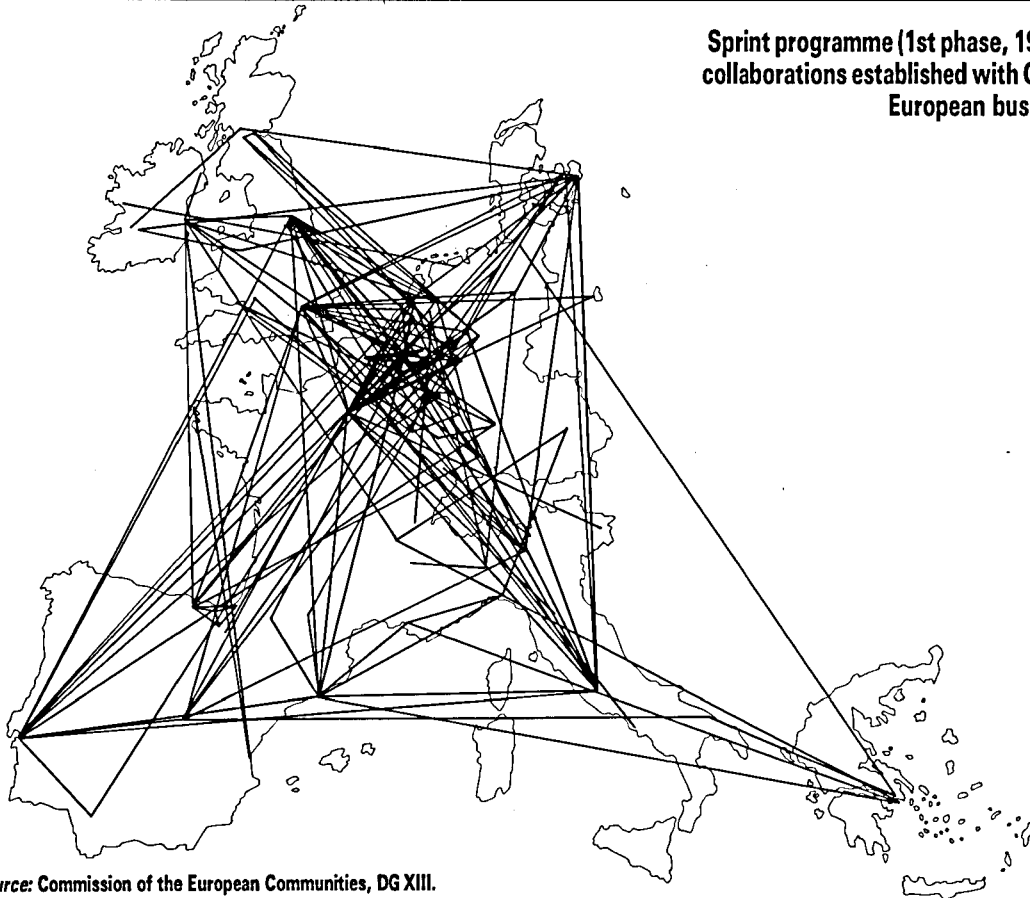 Sprint programme (1st phase, 19
collaborations established with C
European bus
rce: Commission of the European Communities, DG XIII.